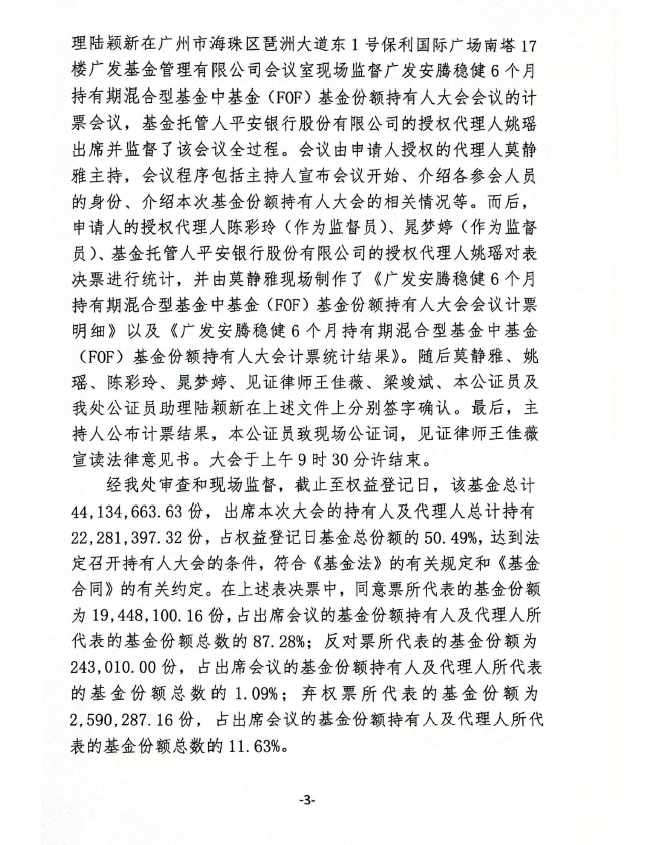 理陆颖新在广州市海珠区琶洲大道东1号保利国际广场南塔17
楼广发基金管理有限公司会议室现场监督广发安腾稳健6个月
持有期混合型基金中基金（FOF）基金份额持有人大会会议的计
票会议，基金托管人平安银行股份有限公司的授权代理人姚瑶
出席并监督了该会议全过程。会议由申请人授权的代理人莫静
雅主持，会议程序包括主持人宣布会议开始、介绍各参会人员
的身份、介绍本次基金份额持有人大会的相关情况等。而后，
申请人的授权代理人陈彩玲（作为监督员）、晁梦婷（作为监督
员）、基金托管人平安银行股份有限公司的授权代理人姚瑶对表
决票进行统计，并由莫静雅现场制作了《广发安腾稳健6个月
持有期混合型基金中基金（FOF）基金份额持有人大会会议计票
明细》以及《广发安腾稳健6个月持有期混合型基金中基金
（FOF）基金份额持有人大会计票统计结果》。随后莫静雅、姚
瑶、陈彩玲、晁梦婷、见证律师王佳薇、梁竣斌、本公证员及
我处公证员助理陆颖新在上述文件上分别签字确认。最后，主
持人公布计票结果，本公证员致现场公证词，见证律师王佳薇
宣读法律意见书。大会于上午9时30分许结束。
经我处审查和现场监督，截止至权益登记日，该基金总计
44,134,663.63份，出席本次大会的持有人及代理人总计持有
22,281,397.32份，占权益登记日基金总份额的50.49%，达到法
定召开持有人大会的条件，符合《基金法》的有关规定和《基金
合同》的有关约定。在上述表决票中，同意票所代表的基金份额
为19,448,100.16份，占出席会议的基金份额持有人及代理人所
代表的基金份额总数的87.28%；反对票所代表的基金份额为
243,010.00份，占出席会议的基金份额持有人及代理人所代表
的基金份额总数的1.09%；弃权票所代表的基金份额为
2,590,287.16份，占出席会议的基金份额持有人及代理人所代
表的基金份额总数的11.63%。
-3-